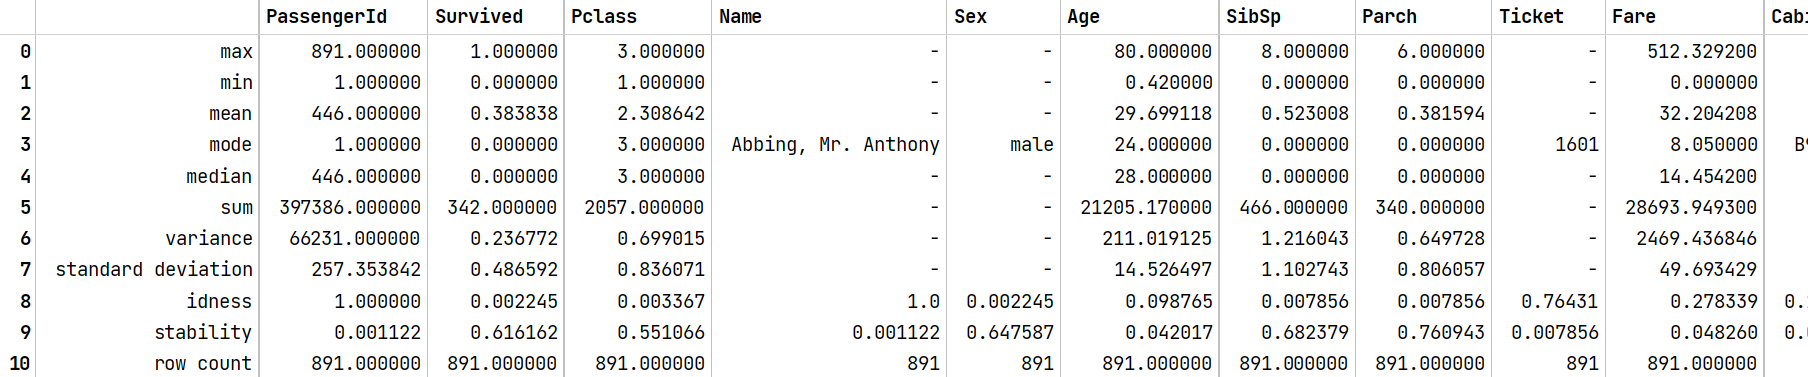 PassengerId Survived Pclass Name Sex Age SibSp Parch Ticket Fare Cabi
0 max 891.000000 1.000000 3.000000 - - 80.000000 8.000000 6.000000 - 512.329200
1 min 1.000000 0.000000 1.000000 - - 0.420000 0.000000 0.000000 - 0.000000
2 mean 446.000000 0.383838 2.308642 - - 29.699118 0.523008 0.381594 - 32.204208
3 mode 1.000000 0.000000 3.000000 Abbing, Mr. Anthony male 24.000000 0.000000 0.000000 1601 8.050000
4 median 446.000000 0.000000 3.000000 - - 28.000000 0.000000 0.000000 - 14.454200
5 sum 397386.000000 342.000000 2057.000000 - - 21205.170000 466.000000 340.000000 - 28693.949300
6 variance 66231.000000 0.236772 0.699015 - - 211.019125 1.216043 0.649728 - 2469.436846
7 standard deviation 257.353842 0.486592 0.836071 - - 14.526497 1.102743 0.806057 - 49.693429
8 idness 1.000000 0.002245 0.003367 1.0 0.002245 0.098765 0.007856 0.007856 0.76431 0.278339
9 stability 0.001122 0.616162 0.551066 0.001122 0.647587 0.042017 0.682379 0.760943 0.007856 0.048260
10 row count 891.000000 891.000000 891.000000 891 891 891.000000 891.000000 891.000000 891 891.000000